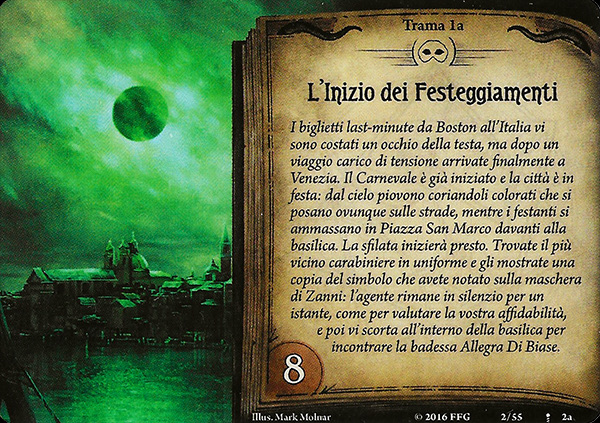 Trama 1a
L'Inizio dei Festeggiamenti
I biglietti last-minute da Boston all'Italia vi
sono costati un occhio della testa, ma dopo un
viaggio carico di tensione arrivate finalmente a
Venezia. Il Carnevale è già iniziato e la città è in
festa: dal cielo piovono coriandoli colorati che si
posano ovunque sulle strade, mentre i festanti si
ammassano in Piazza San Marco davanti alla
basilica. La sfilata inizierà presto. Trovate il più
vicino carabiniere in uniforme e gli mostrate una
copia del simbolo che avete notato sulla maschera
di Zanni: l'agente rimane in silenzio per un
istante, come per valutare la vostra affidabilità,
e poi vi scorta all'interno della basilica per
incontrare la badessa Allegra Di Biase.
8
Illus. Mark Molnar © 2016 FFG 2/55 2a